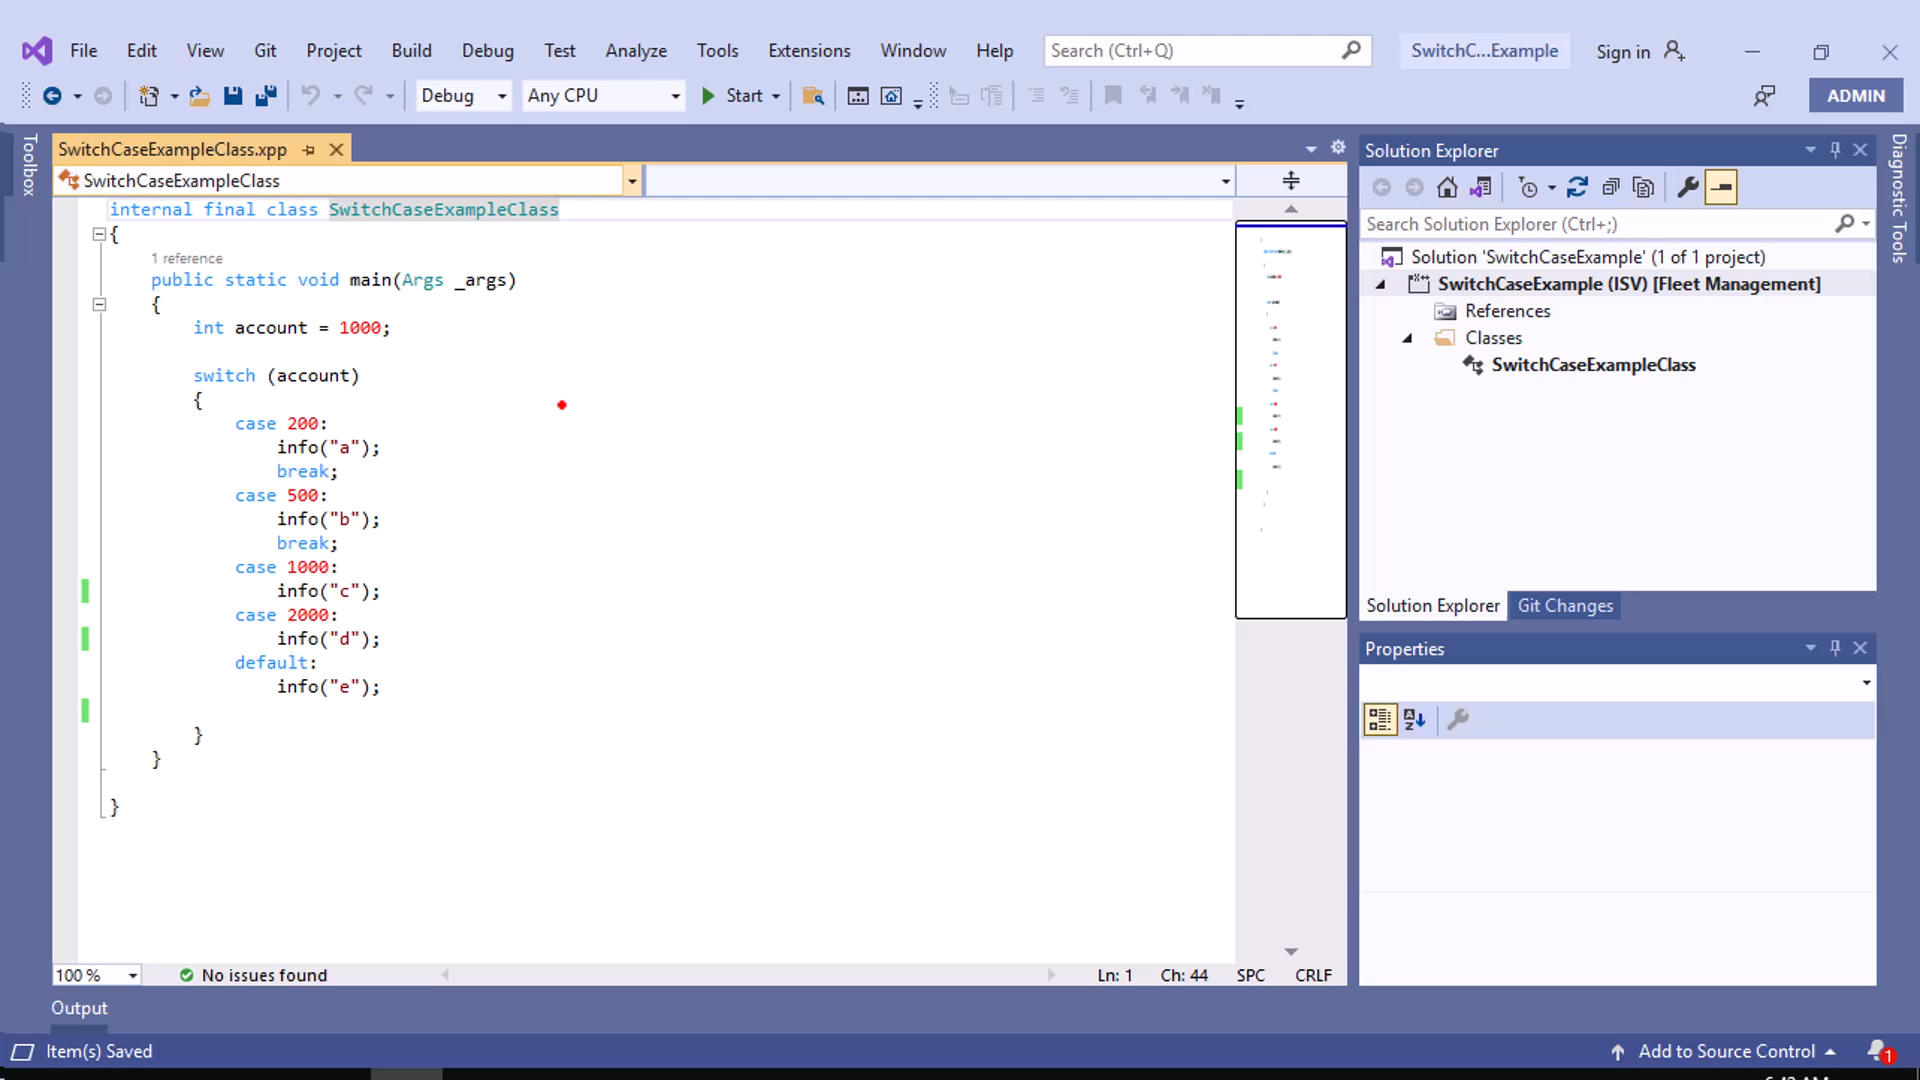 File Edit View Git Project Build Debug Test Analyze Tools Extensions Window Help Search (Ctrl+Q) SwitchC...Example Sign in
Debug Any CPU Start ADMIN
Toolbox
SwitchCaseExampleClass.xpp
SwitchCaseExampleClass
internal final class SwitchCaseExampleClass
{
1 reference
public static void main(Args _args)
{
int account = 1000;
switch (account)
{
case 200:
info("a");
break;
case 500:
info("b");
break;
case 1000:
info("c");
case 2000:
info("d");
default:
info("e");
}
}
}
100 % No issues found Ln: 1 Ch: 44 SPC CRLF
Solution Explorer
Search Solution Explorer (Ctrl+;)
Solution 'SwitchCaseExample' (1 of 1 project)
SwitchCaseExample (ISV) [Fleet Management]
References
Classes
SwitchCaseExampleClass
Solution Explorer Git Changes
Properties
Diagnostic Tools
Output
Item(s) Saved Add to Source Control 1